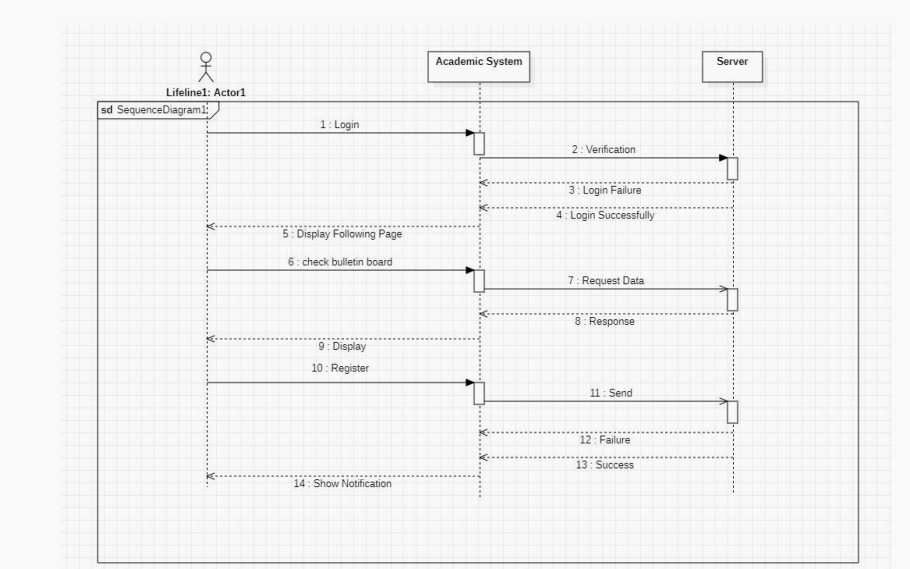 Academic System
Server
Lifeline1: Actor1
sd SequenceDiagram1
1 : Login
2 : Verification
3 : Login Failure
4 : Login Successfully
5 : Display Following Page
6 : check bulletin board
7 : Request Data
8 : Response
9 : Display
10 : Register
11 : Send
12 : Failure
13 : Success
14 : Show Notification